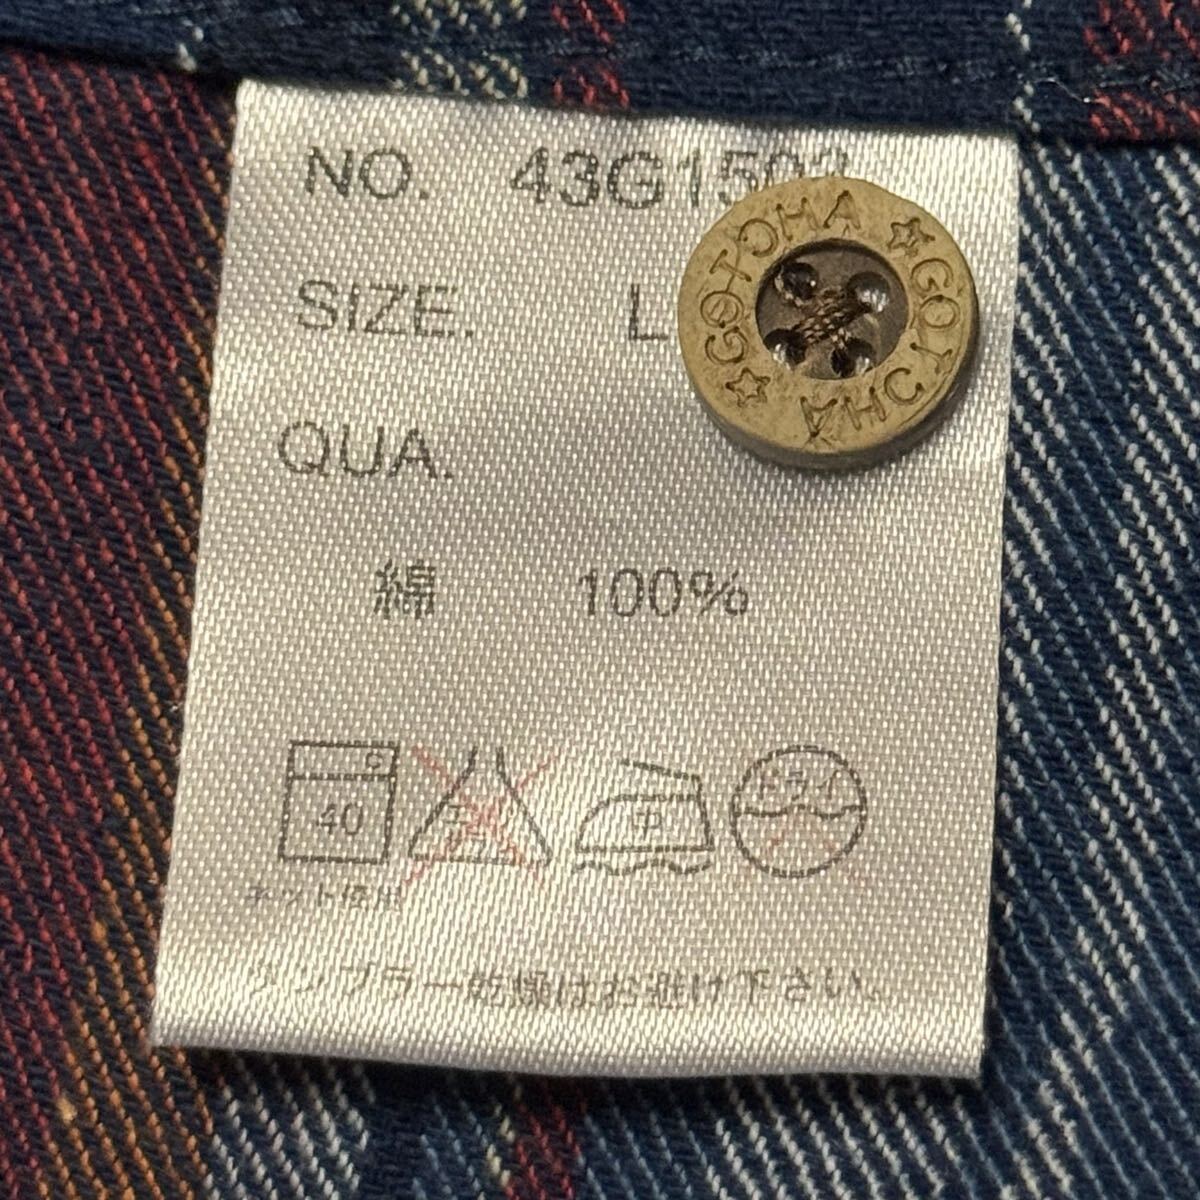 NO. 43G1503
SIZE. L
QUA.
綿 100%
40 中 ドライ
ネット使用
タンブラー乾燥はお避け下さい。
GOTCHA ☆ GOTCHA ☆